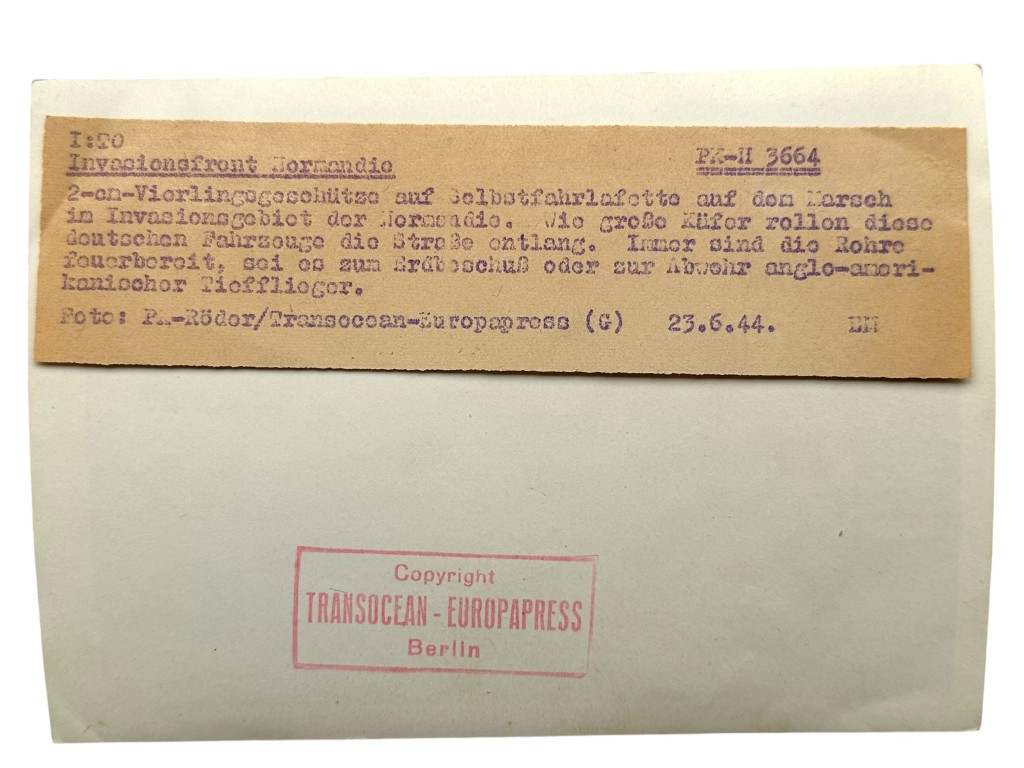 I:TO
Invasionsfront Normandie PK-H 3664
2-cm-Vierlingsgeschütze auf Selbstfahrlafette auf dem Marsch
im Invasionsgebiet der Normandie. Wie große Käfer rollen diese
deutschen Fahrzeuge die Straße entlang. Immer sind die Rohre
feuerbereit, sei es zum Erdbeschuß oder zur Abwehr anglo-ameri-
kanischer Tiefflieger.
Foto: PK-Röder/Transocean-Europapress (G) 23.6.44.
Copyright
TRANSOCEAN - EUROPAPRESS
Berlin